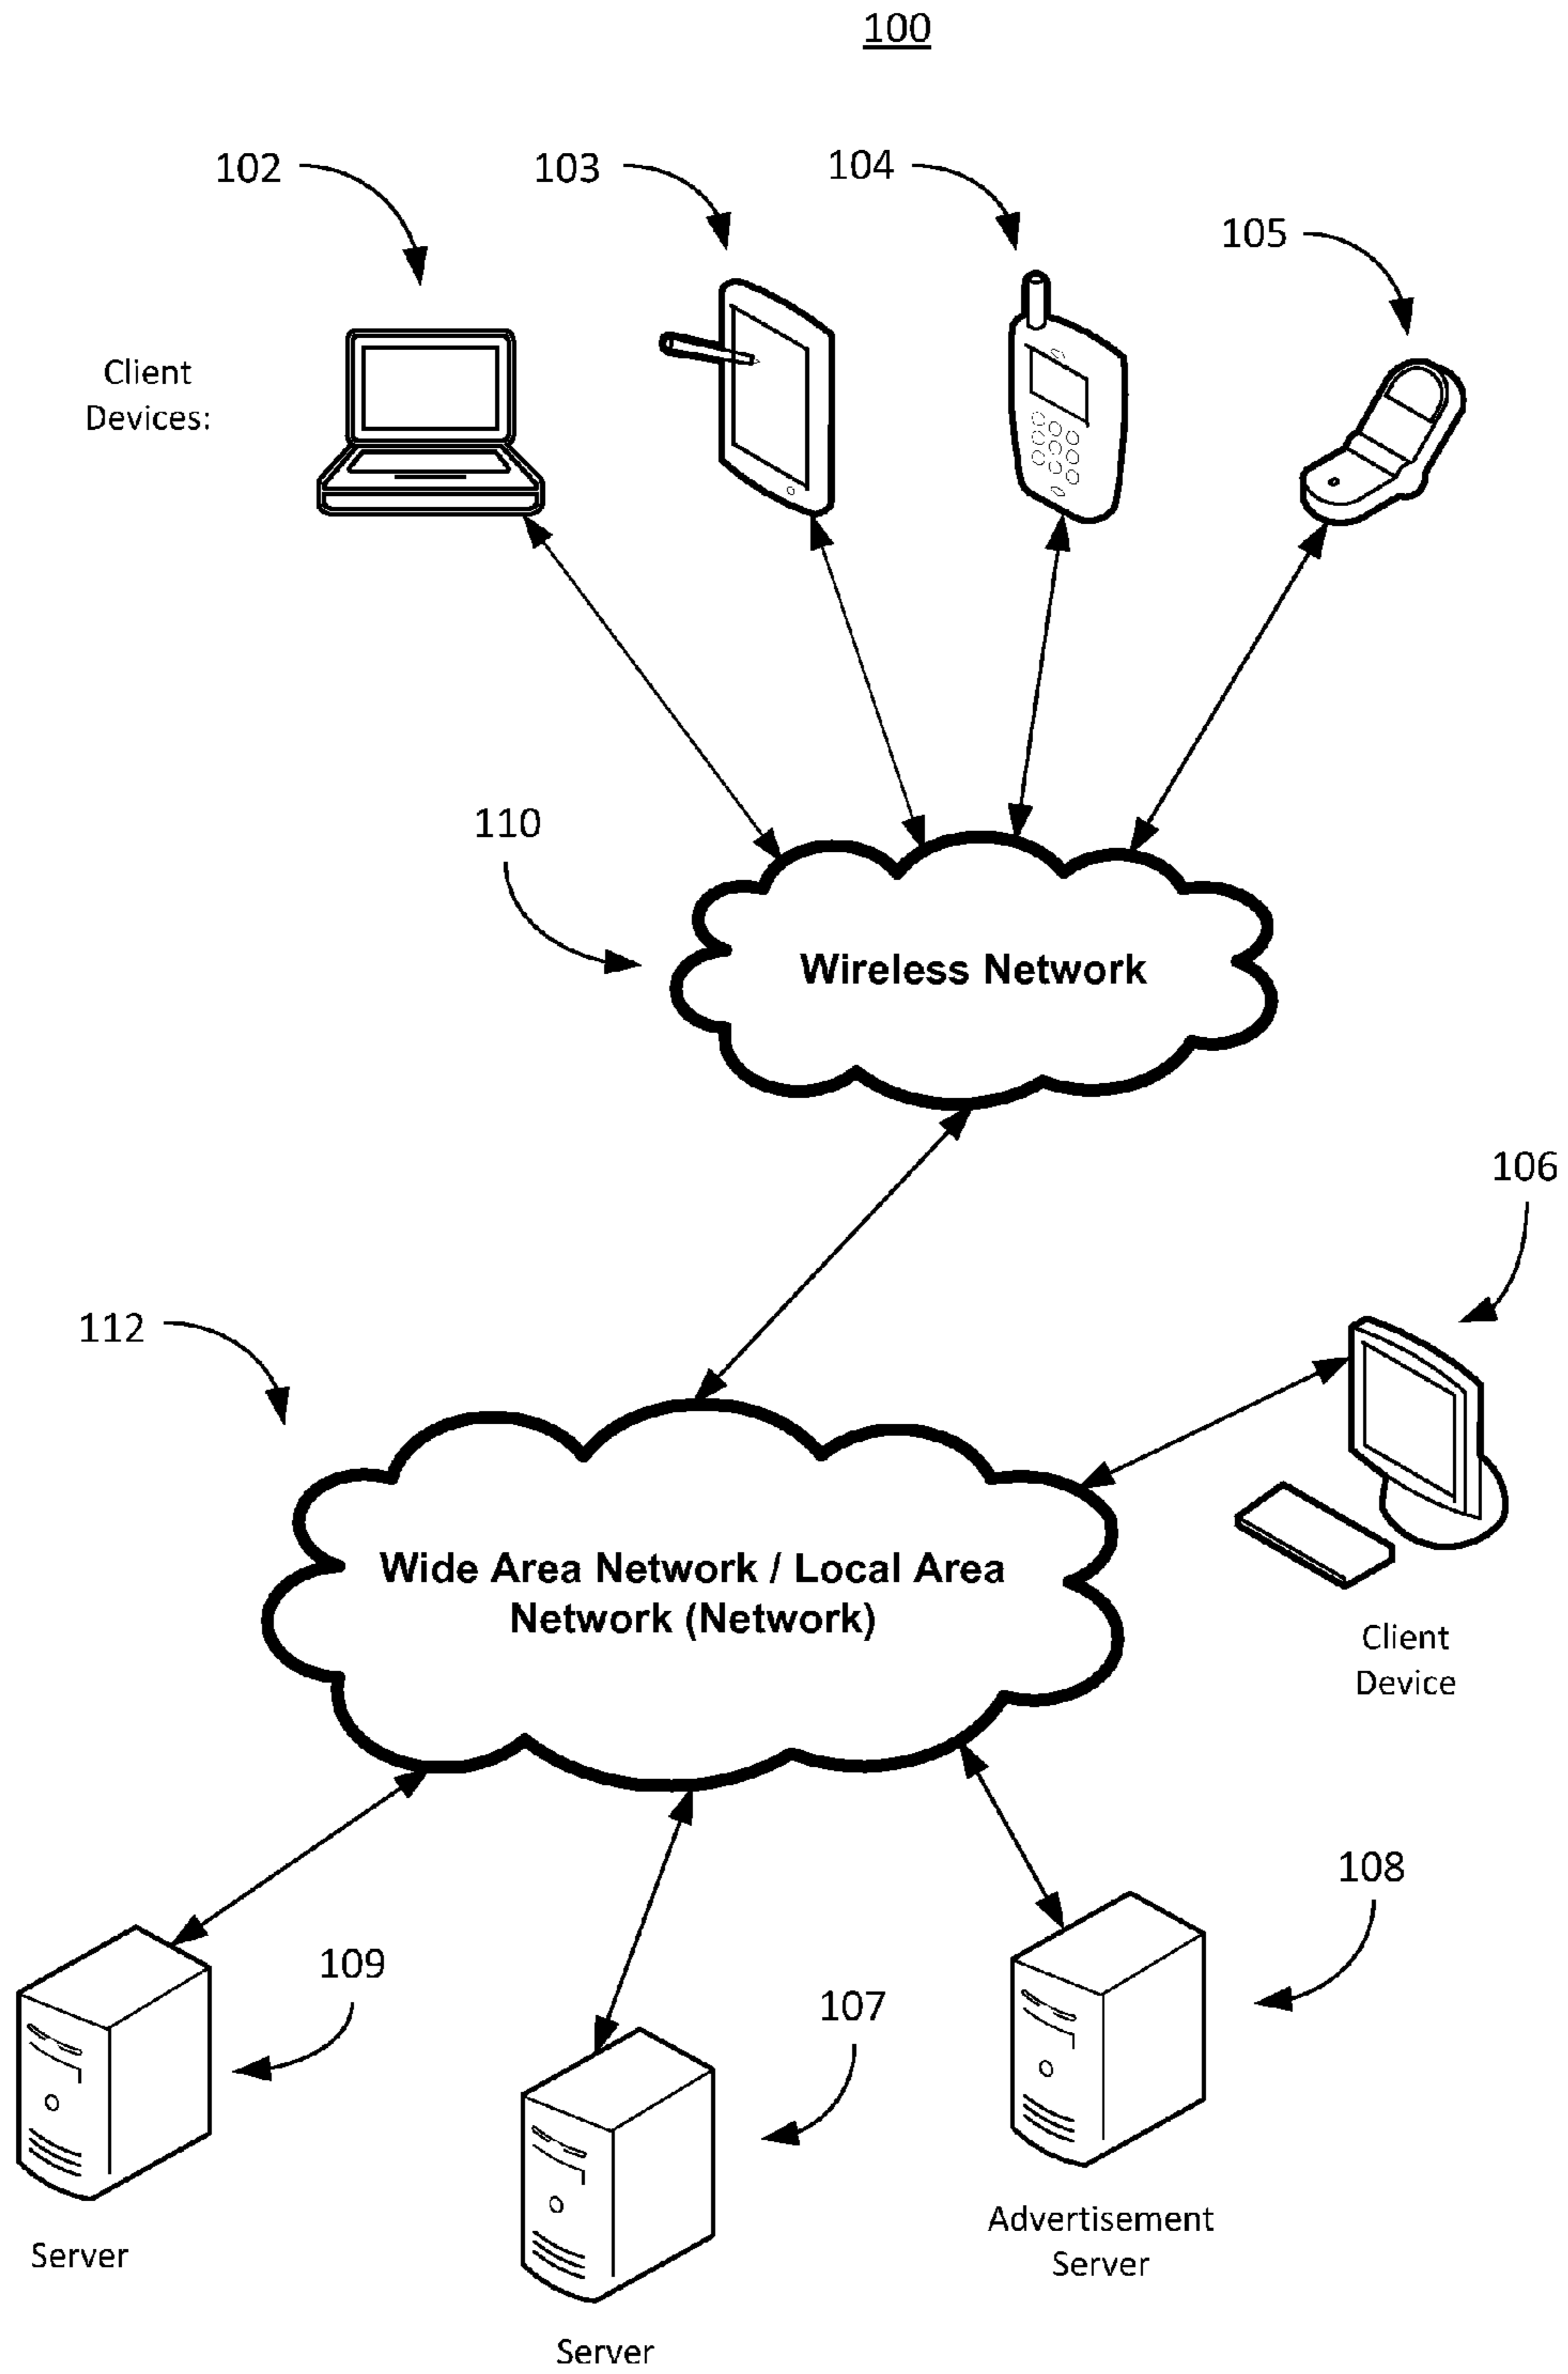 100
102
103
104
105
Client
Devices:
110
Wireless Network
106
112
Wide Area Network / Local Area
Network (Network)
Client
Device
108
109
107
Advertisement
Server
Server
Server